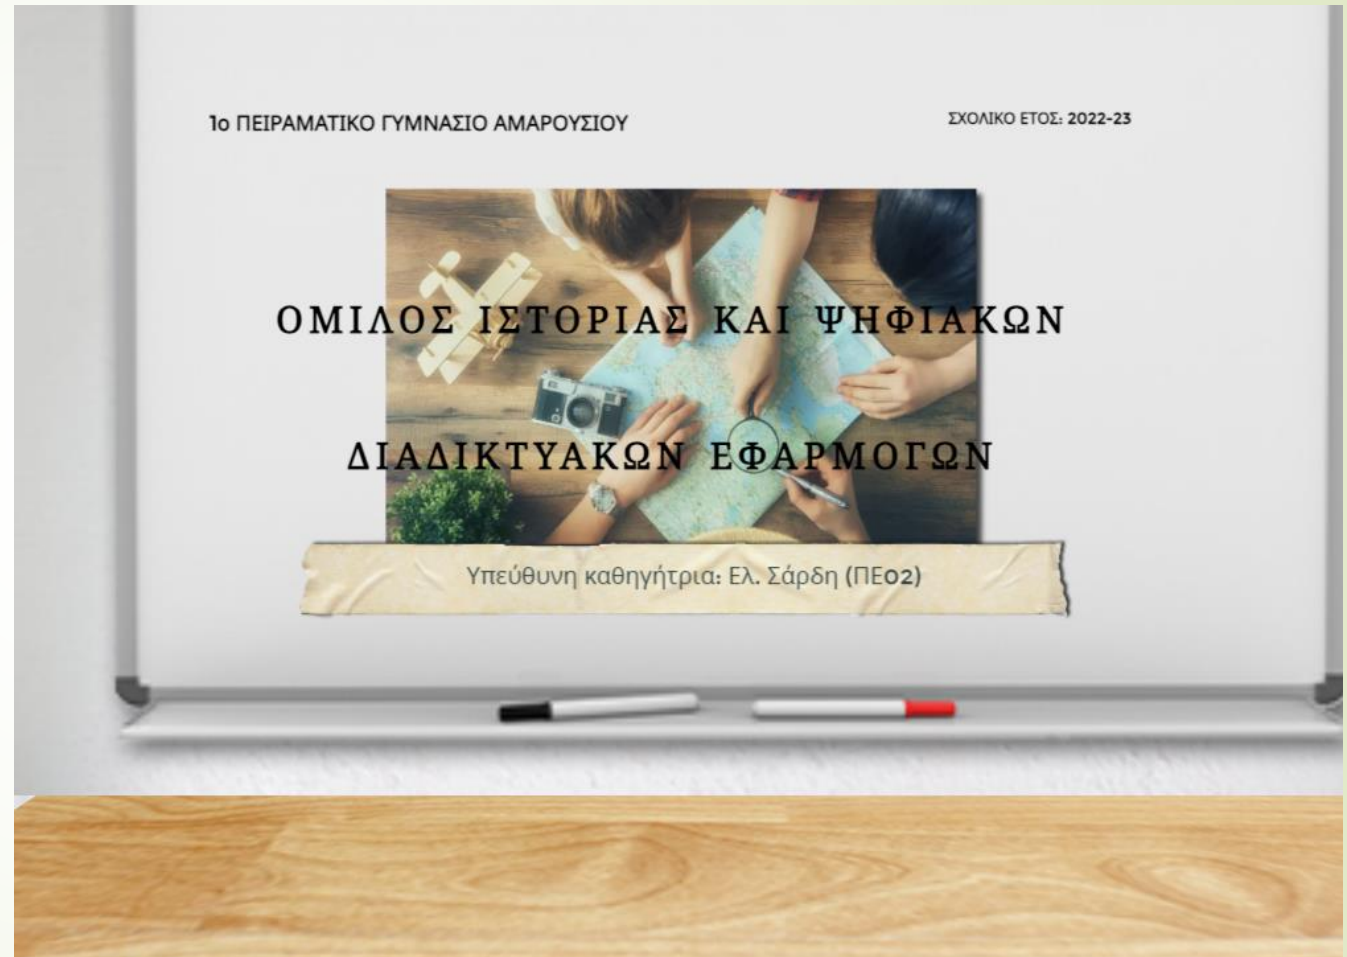 1ο ΠΕΙΡΑΜΑΤΙΚΟ ΓΥΜΝΑΣΙΟ ΑΜΑΡΟΥΣΙΟΥ
ΣΧΟΛΙΚΟ ΕΤΟΣ: 2022-23
ΟΜΙΛΟΣ ΙΣΤΟΡΙΑΣ ΚΑΙ ΨΗΦΙΑΚΩΝ
ΔΙΑΔΙΚΤΥΑΚΩΝ ΕΦΑΡΜΟΓΩΝ
Υπεύθυνη καθηγήτρια: Ελ. Σάρδη (ΠΕ02)